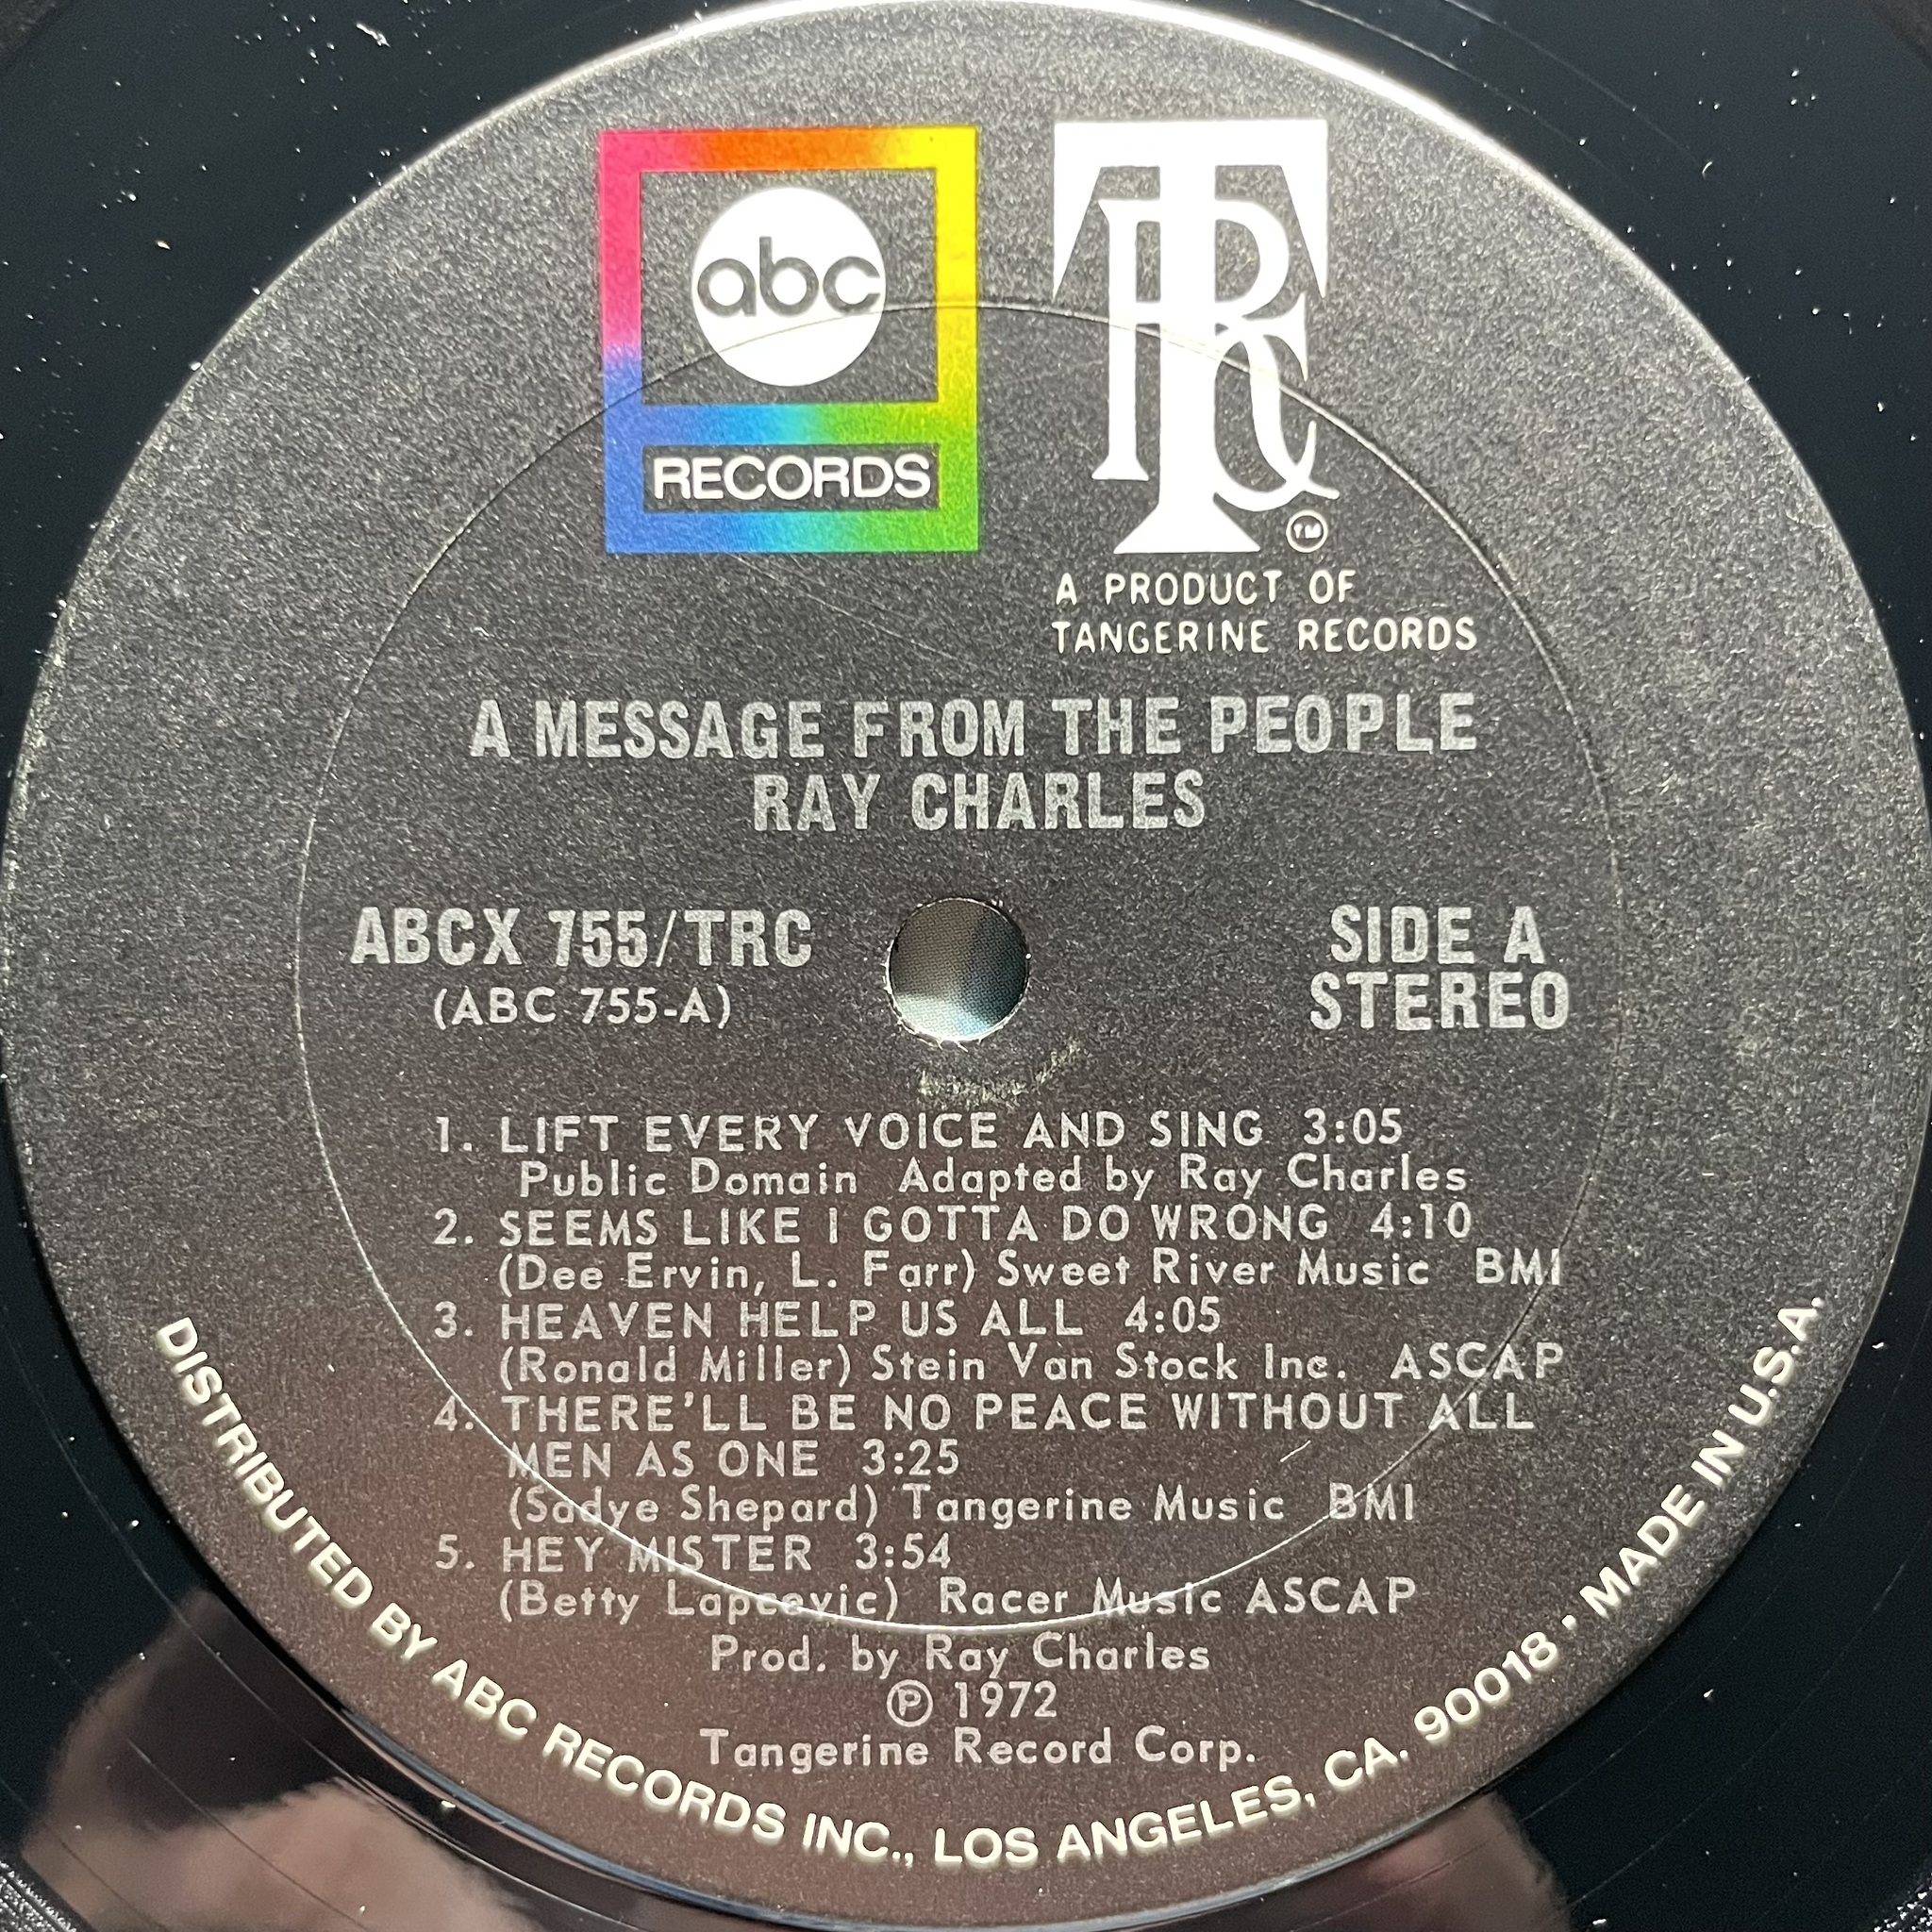 abc
RECORDS
TRC
TM
A PRODUCT OF
TANGERINE RECORDS
A MESSAGE FROM THE PEOPLE
RAY CHARLES
ABCX 755/TRC
(ABC 755-A)
SIDE A
STEREO
1. LIFT EVERY VOICE AND SING 3:05
Public Domain Adapted by Ray Charles
2. SEEMS LIKE I GOTTA DO WRONG 4:10
(Dee Ervin, L. Farr) Sweet River Music BMI
3. HEAVEN HELP US ALL 4:05
(Ronald Miller) Stein Van Stock Inc. ASCAP
4. THERE'LL BE NO PEACE WITHOUT ALL
MEN AS ONE 3:25
(Sadye Shepard) Tangerine Music BMI
5. HEY MISTER 3:54
(Betty Lapcevic) Racer Music ASCAP
Prod. by Ray Charles
℗ 1972
Tangerine Record Corp.
DISTRIBUTED BY ABC RECORDS INC., LOS ANGELES, CA. 90018 • MADE IN U.S.A.